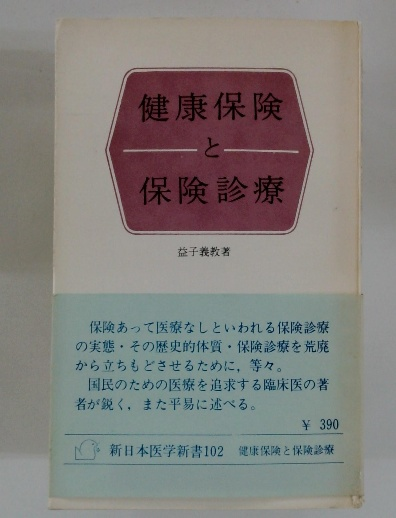 健康保険
と
保険診療
益子義教著
保険あって医療なしといわれる保険診療
の実態・その歴史的体質・保険診療を荒廃
から立ちもどさせるために，等々。
国民のための医療を追求する臨床医の著
者が鋭く，また平易に述べる。
¥ 390
新日本医学新書102 健康保険と保険診療